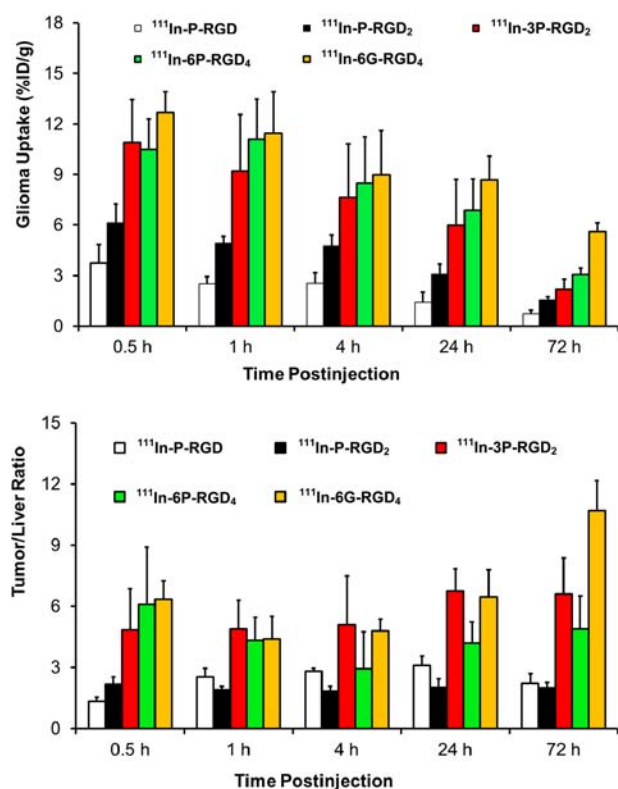 ¹¹¹In-P-RGD ¹¹¹In-P-RGD₂ ¹¹¹In-3P-RGD₂
¹¹¹In-6P-RGD₄ ¹¹¹In-6G-RGD₄
Glioma Uptake (%ID/g)
18
15
12
9
6
3
0
0.5 h 1 h 4 h 24 h 72 h
Time Postinjection
¹¹¹In-P-RGD ¹¹¹In-P-RGD₂ ¹¹¹In-3P-RGD₂
¹¹¹In-6P-RGD₄ ¹¹¹In-6G-RGD₄
Tumor/Liver Ratio
15
12
9
6
3
0
0.5 h 1 h 4 h 24 h 72 h
Time Postinjection